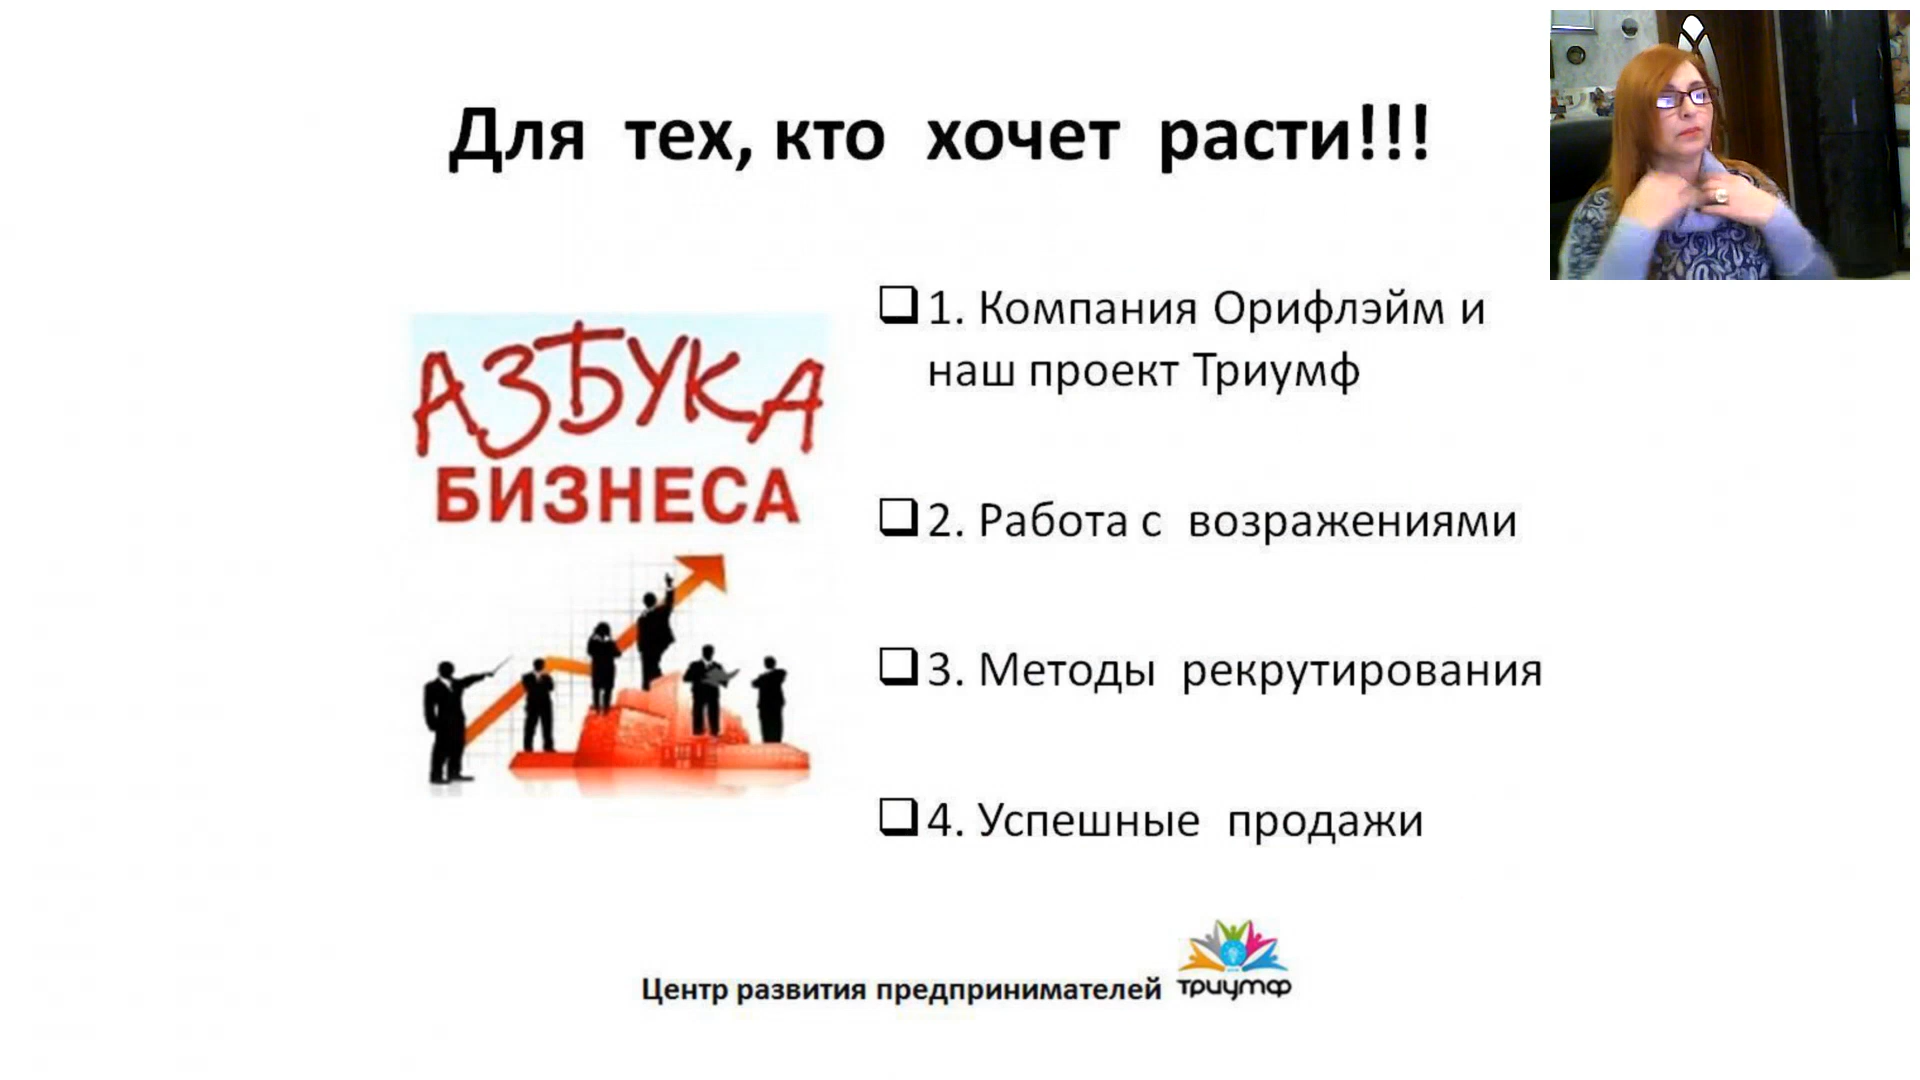 Для тех, кто хочет расти!!!
АЗБУКА
БИЗНЕСА
1. Компания Орифлэйм и
наш проект Триумф
2. Работа с возражениями
3. Методы рекрутирования
4. Успешные продажи
Центр развития предпринимателей
триумф